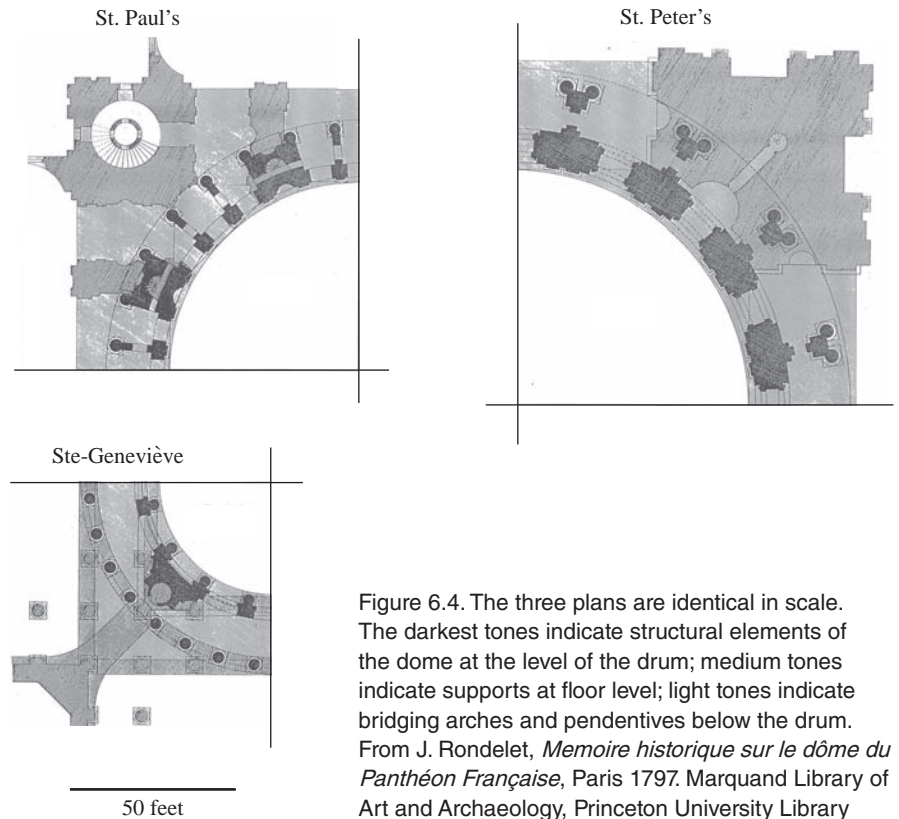 St. Paul's
St. Peter's
Ste-Geneviève
50 feet
Figure 6.4. The three plans are identical in scale.
The darkest tones indicate structural elements of
the dome at the level of the drum; medium tones
indicate supports at floor level; light tones indicate
bridging arches and pendentives below the drum.
From J. Rondelet, Memoire historique sur le dôme du
Panthéon Française, Paris 1797. Marquand Library of
Art and Archaeology, Princeton University Library